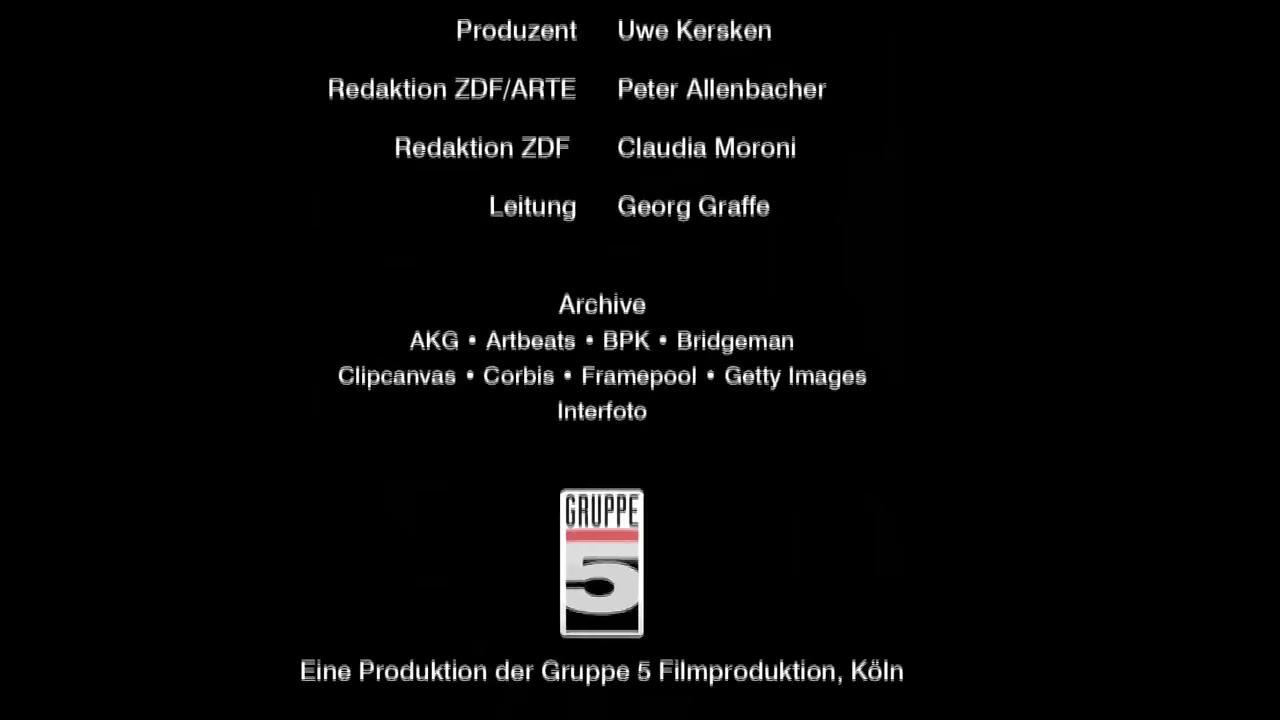 Produzent Uwe Kersken
Redaktion ZDF/ARTE Peter Allenbacher
Redaktion ZDF Claudia Moroni
Leitung Georg Graffe
Archive
AKG • Artbeats • BPK • Bridgeman
Clipcanvas • Corbis • Framepool • Getty Images
Interfoto
GRUPPE
5
Eine Produktion der Gruppe 5 Filmproduktion, Köln